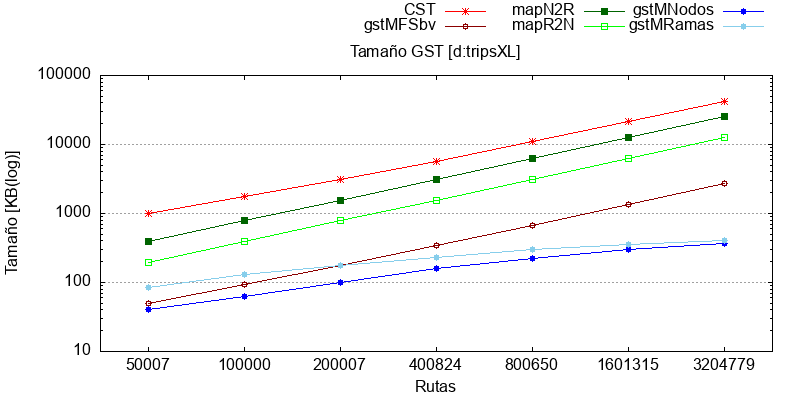 CST mapN2R gstMNodos
gstMFSbv mapR2N gstMRamas
Tamaño GST [d:tripsXL]
100000
10000
1000
100
10
Tamaño [KB(log)]
50007 100000 200007 400824 800650 1601315 3204779
Rutas